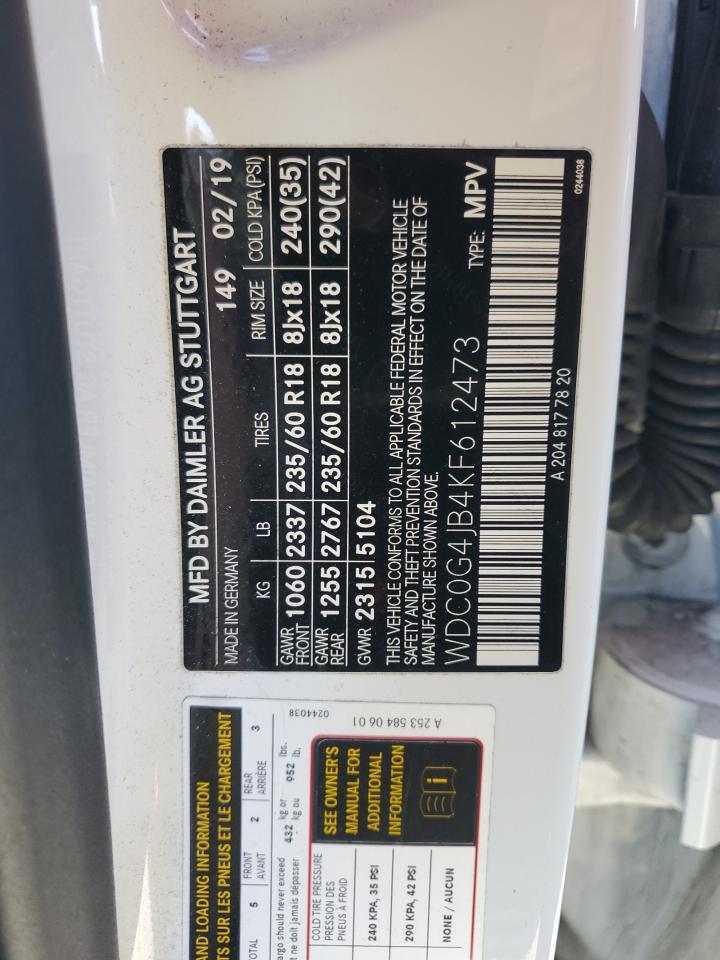 MFD BY DAIMLER AG STUTTGART
MADE IN GERMANY 149 02/19
KG LB TIRES RIM SIZE COLD KPA(PSI)
GAWR FRONT 1060 2337 235/60 R18 8Jx18 240(35)
GAWR REAR 1255 2767 235/60 R18 8Jx18 290(42)
GVWR 2315 5104
THIS VEHICLE CONFORMS TO ALL APPLICABLE FEDERAL MOTOR VEHICLE
SAFETY AND THEFT PREVENTION STANDARDS IN EFFECT ON THE DATE OF
MANUFACTURE SHOWN ABOVE.
WDC0G4JB4KF612473 TYPE: MPV
A 204 817 78 20 0244038
AND LOADING INFORMATION
SUR LES PNEUS ET LE CHARGEMENT
5 FRONT AVANT 2 REAR ARRIÈRE 3
should never exceed 432 kg or 952 lbs.
ne doit jamais dépasser kg ou lb.
COLD TIRE PRESSURE
PRESSION DES
PNEUS À FROID
240 KPA, 35 PSI
290 KPA, 42 PSI
NONE / AUCUN
SEE OWNER'S
MANUAL FOR
ADDITIONAL
INFORMATION
0244038
A 253 584 06 01